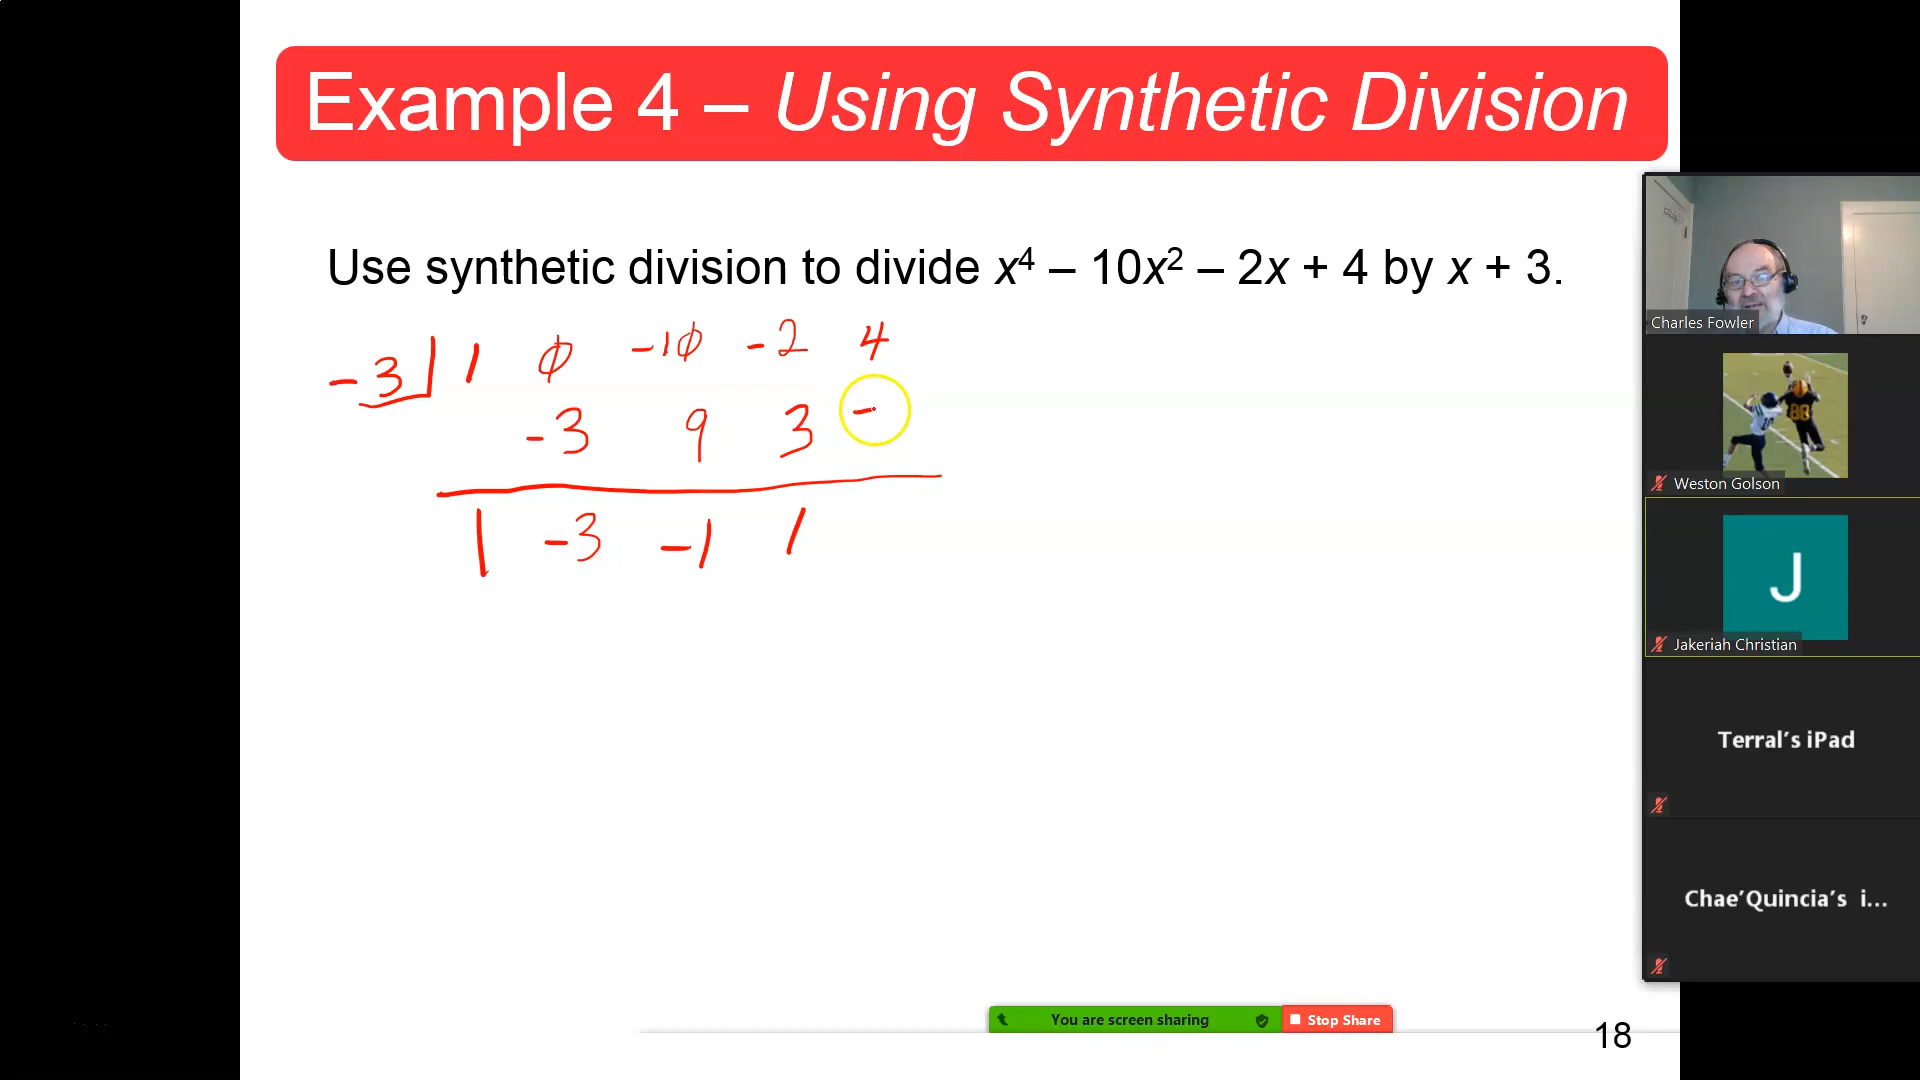 Example 4 – Using Synthetic Division
Use synthetic division to divide x⁴ – 10x² – 2x + 4 by x + 3.
-3 | 1 0 -10 -2 4
-3 9 3 -
1 -3 -1 1
Charles Fowler
Weston Golson
J
Jakeriah Christian
Terral’s iPad
Chae’Quincia’s i...
You are screen sharing
Stop Share
18